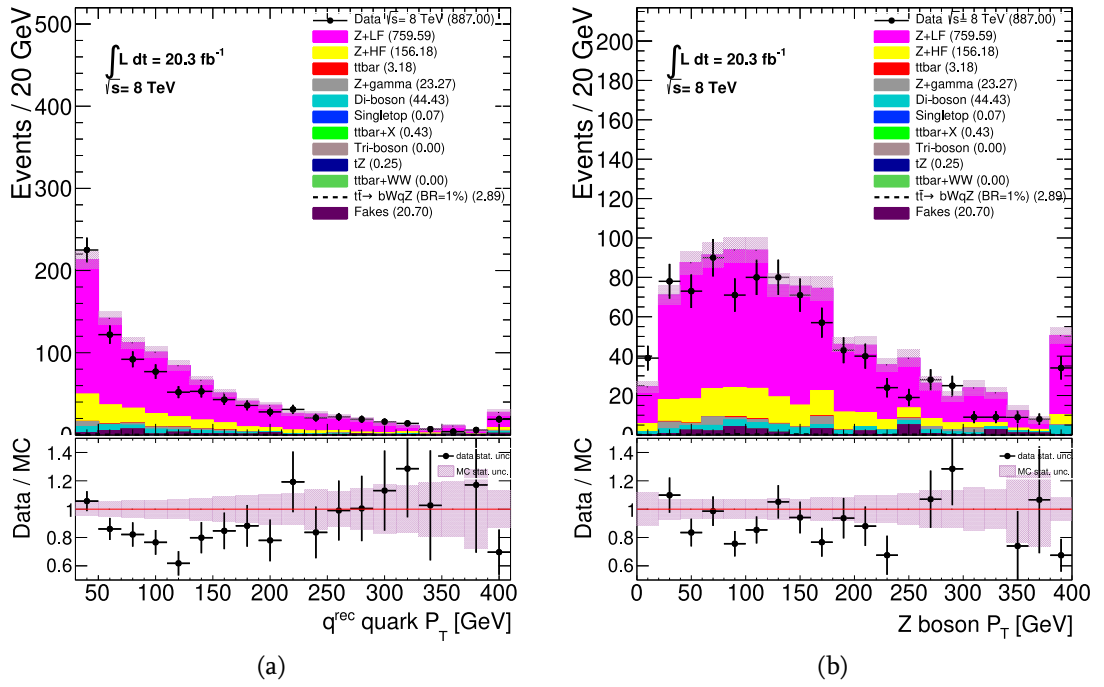 Events / 20 GeV
500
400
300
200
100
0
∫L dt = 20.3 fb⁻¹
√s= 8 TeV
Data √s= 8 TeV (887.00)
Z+LF (759.59)
Z+HF (156.18)
ttbar (3.18)
Z+gamma (23.27)
Di-boson (44.43)
Singletop (0.07)
ttbar+X (0.43)
Tri-boson (0.00)
tZ (0.25)
ttbar+WW (0.00)
tt̄→ bWqZ (BR=1%) (2.89)
Fakes (20.70)
Data / MC
1.4
1.2
1
0.8
0.6
data stat. unc.
MC stat. unc.
50 100 150 200 250 300 350 400
q^rec quark P_T [GeV]
(a)
Events / 20 GeV
200
180
160
140
120
100
80
60
40
20
0
∫L dt = 20.3 fb⁻¹
√s= 8 TeV
Data √s= 8 TeV (887.00)
Z+LF (759.59)
Z+HF (156.18)
ttbar (3.18)
Z+gamma (23.27)
Di-boson (44.43)
Singletop (0.07)
ttbar+X (0.43)
Tri-boson (0.00)
tZ (0.25)
ttbar+WW (0.00)
tt̄→ bWqZ (BR=1%) (2.89)
Fakes (20.70)
Data / MC
1.4
1.2
1
0.8
0.6
data stat. unc.
MC stat. unc.
0 50 100 150 200 250 300 350 400
Z boson P_T [GeV]
(b)